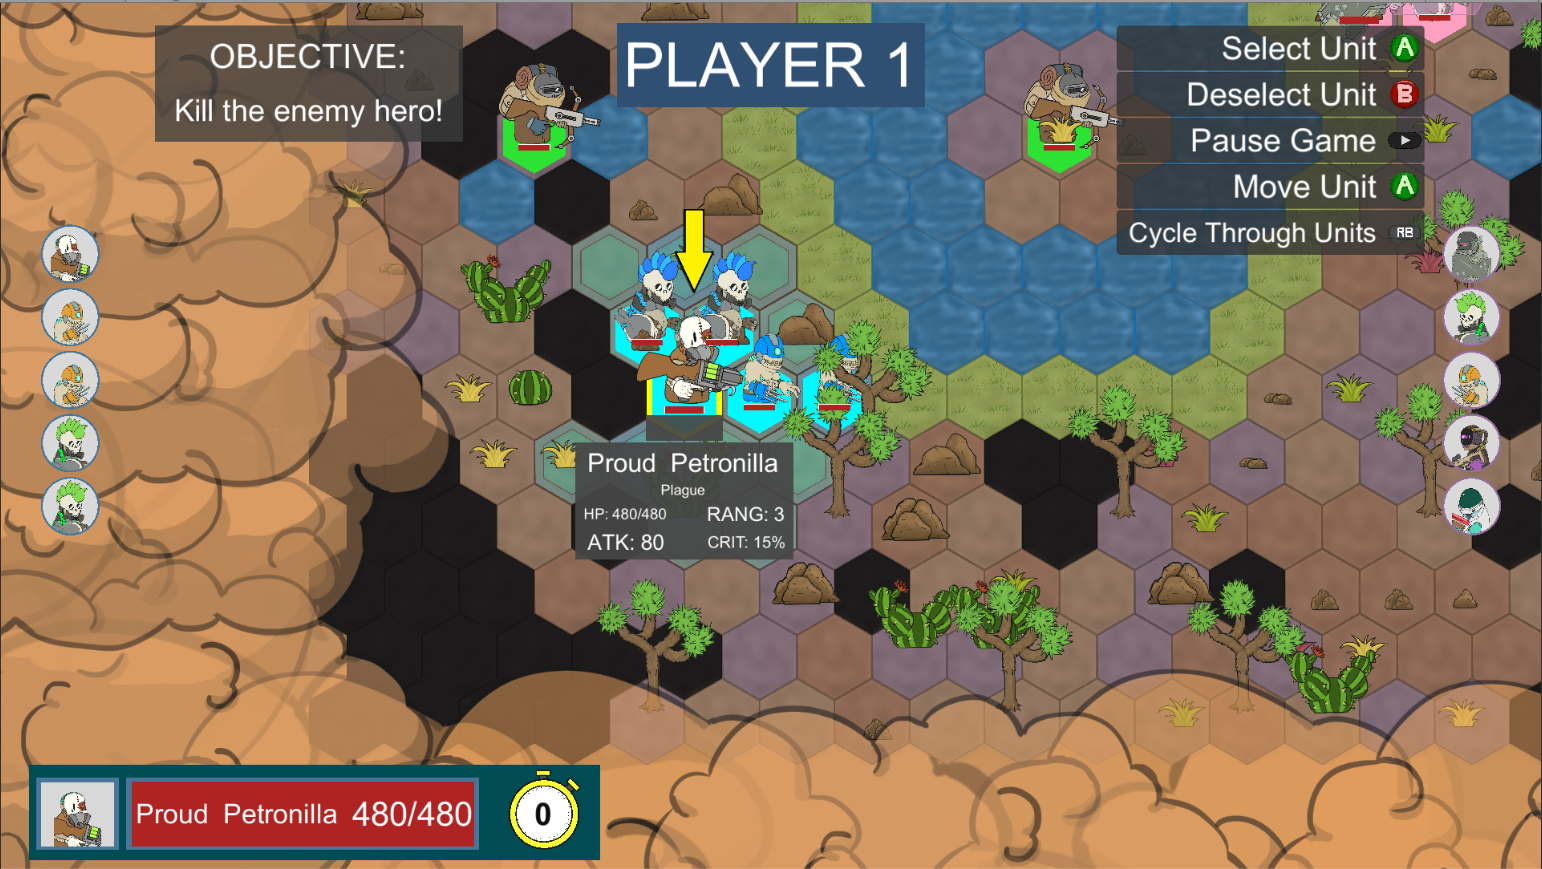 OBJECTIVE:
Kill the enemy hero!
PLAYER 1
Select Unit A
Deselect Unit B
Pause Game
Move Unit A
Cycle Through Units RB
Proud Petronilla
Plague
HP: 480/480 RANG: 3
ATK: 80 CRIT: 15%
Proud Petronilla 480/480
0